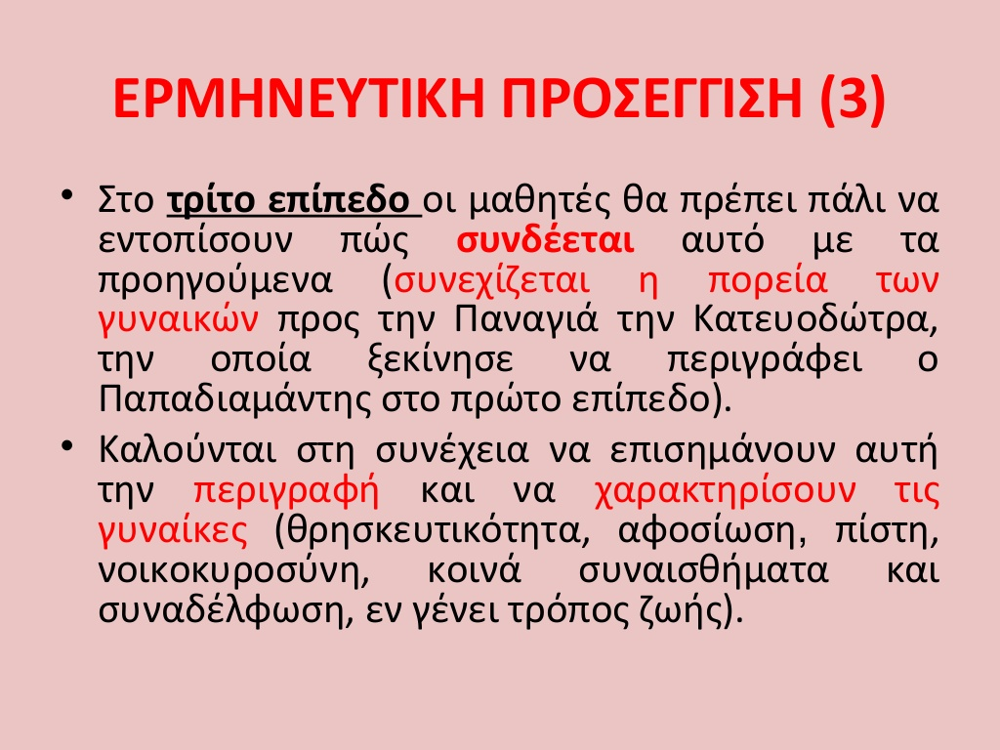 ΕΡΜΗΝΕΥΤΙΚΗ ΠΡΟΣΕΓΓΙΣΗ (3)
• Στο τρίτο επίπεδο οι μαθητές θα πρέπει πάλι να
εντοπίσουν πώς συνδέεται αυτό με τα
προηγούμενα (συνεχίζεται η πορεία των
γυναικών προς την Παναγιά την Κατευοδώτρα,
την οποία ξεκίνησε να περιγράφει ο
Παπαδιαμάντης στο πρώτο επίπεδο).
• Καλούνται στη συνέχεια να επισημάνουν αυτή
την περιγραφή και να χαρακτηρίσουν τις
γυναίκες (θρησκευτικότητα, αφοσίωση, πίστη,
νοικοκυροσύνη, κοινά συναισθήματα και
συναδέλφωση, εν γένει τρόπος ζωής).